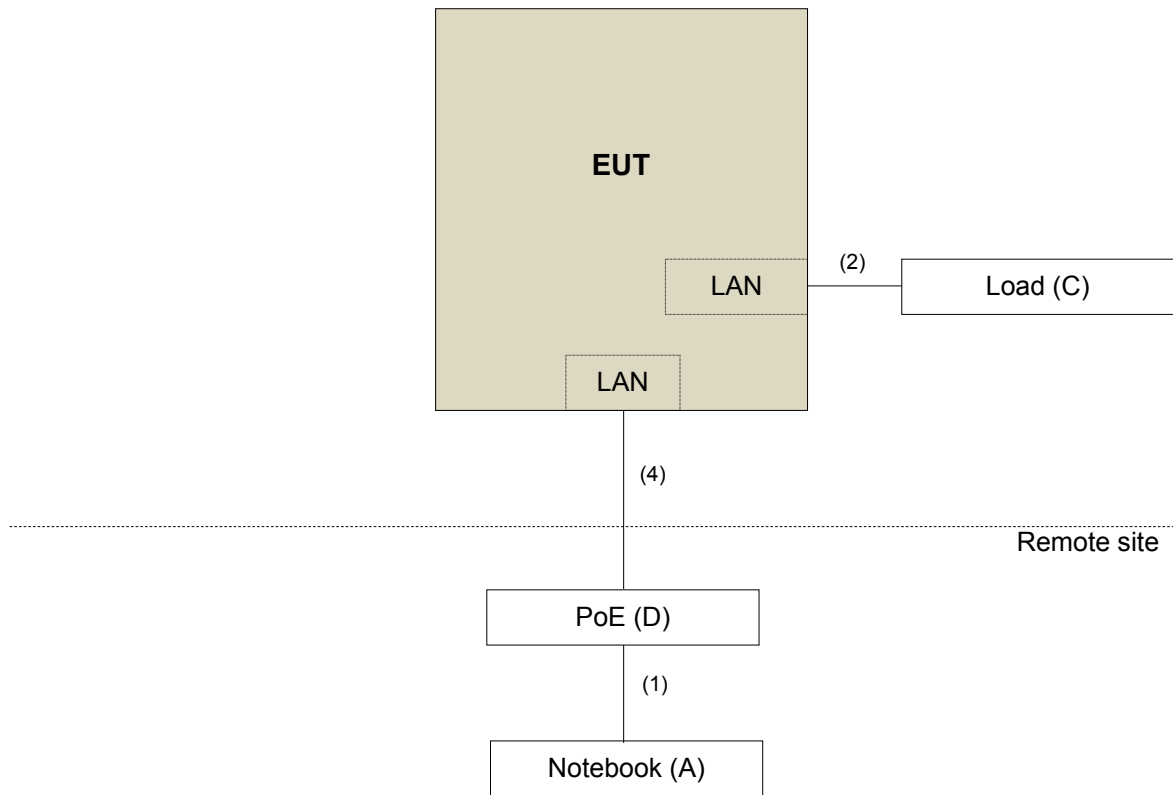 EUT
(2)
LAN
Load (C)
LAN
(4)
Remote site
PoE (D)
(1)
Notebook (A)